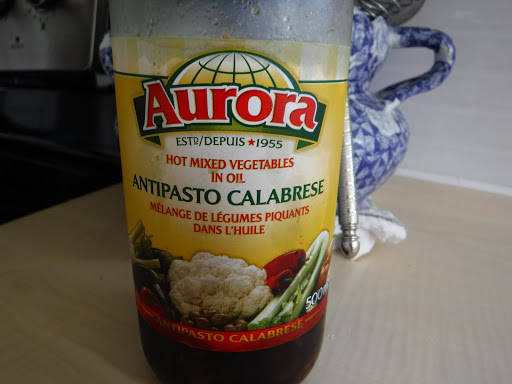 Aurora
ESTD/DEPUIS ★ 1955
HOT MIXED VEGETABLES
IN OIL
ANTIPASTO CALABRESE
MÉLANGE DE LÉGUMES PIQUANTS
DANS L'HUILE
500
ANTIPASTO CALABRESE